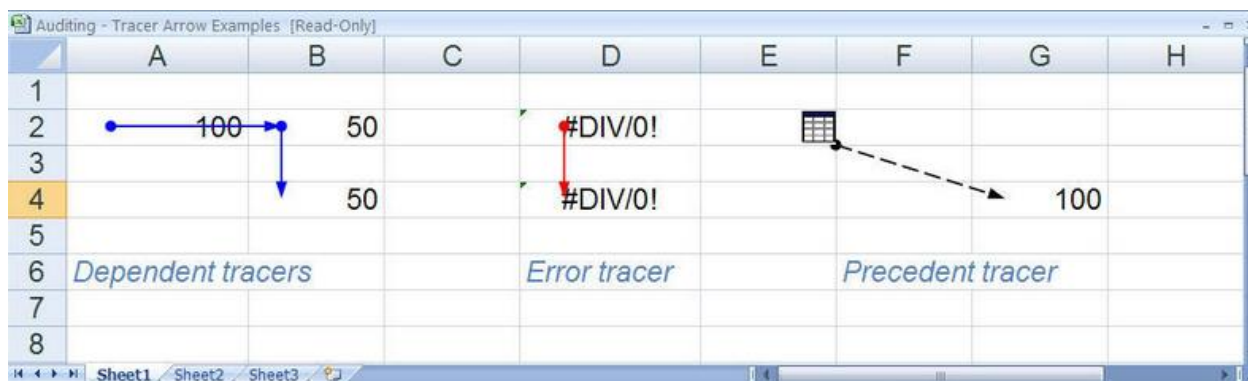 Auditing - Tracer Arrow Examples [Read-Only]
A B C D E F G H
1
2 100 50 #DIV/0!
3
4 50 #DIV/0! 100
5
6 Dependent tracers Error tracer Precedent tracer
7
8
Sheet1 Sheet2 Sheet3